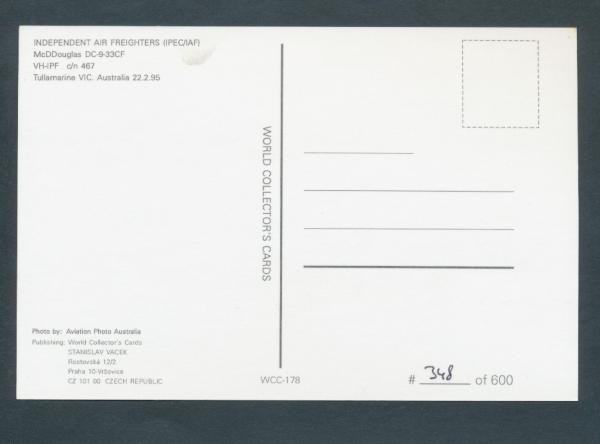 INDEPENDENT AIR FREIGHTERS (IPEC/IAF)
McDDouglas DC-9-33CF
VH-IPF c/n 467
Tullamarine VIC. Australia 22.2.95
WORLD COLLECTOR'S CARDS
Photo by: Aviation Photo Australia
Publishing: World Collector's Cards
STANISLAV VACEK
Rostovská 12/2
Praha 10-Vršovice
CZ 101 00 CZECH REPUBLIC
WCC-178
# 348 of 600